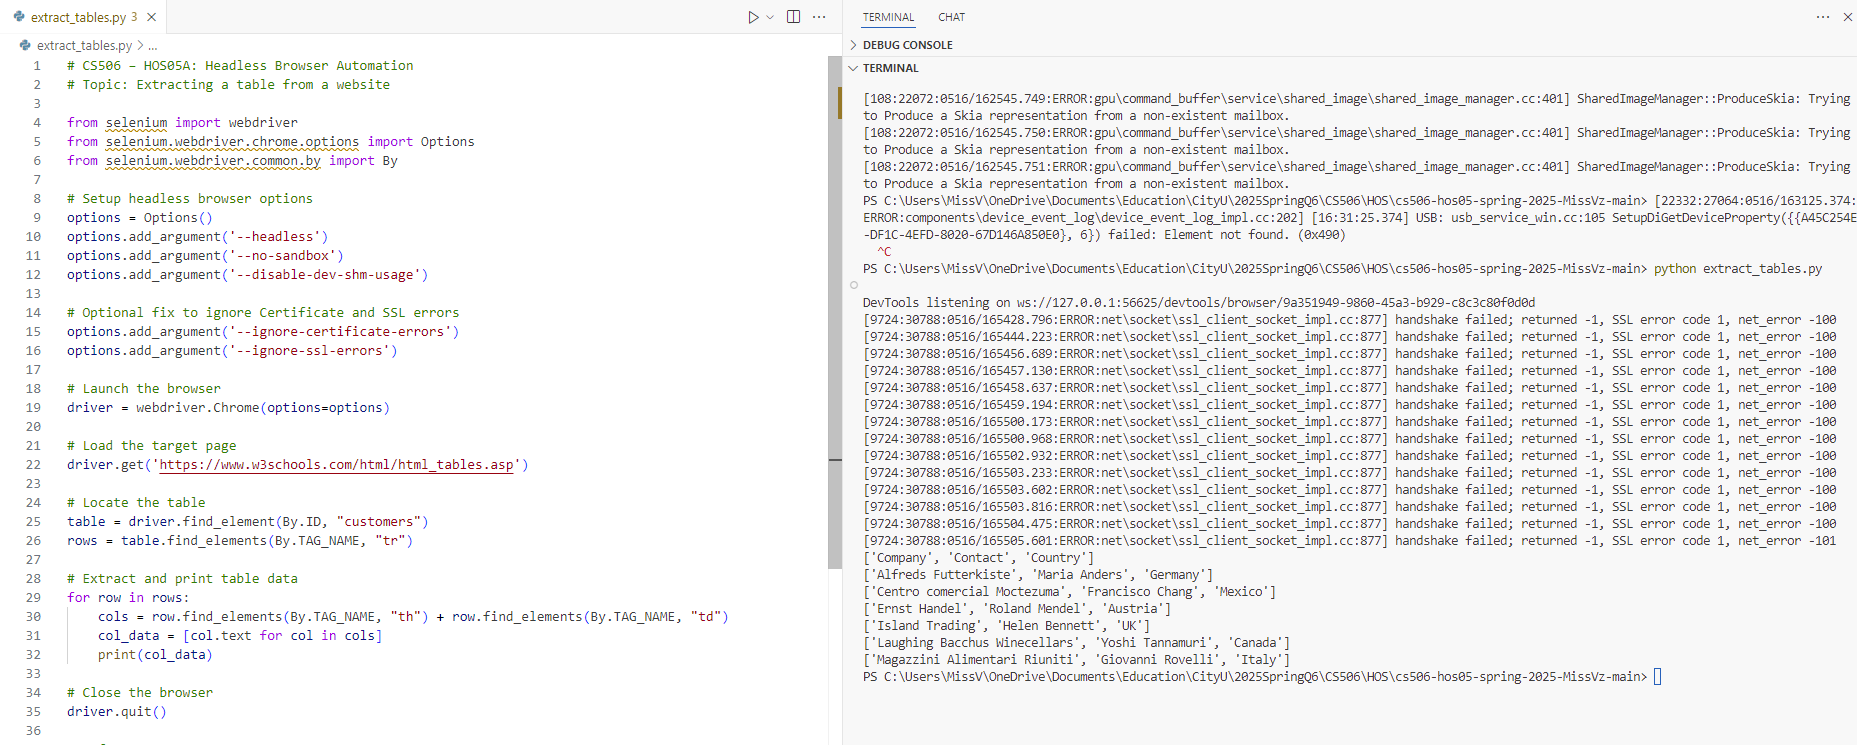 extract_tables.py 3
extract_tables.py > ...
1 # CS506 – HOS05A: Headless Browser Automation
2 # Topic: Extracting a table from a website
3
4 from selenium import webdriver
5 from selenium.webdriver.chrome.options import Options
6 from selenium.webdriver.common.by import By
7
8 # Setup headless browser options
9 options = Options()
10 options.add_argument('--headless')
11 options.add_argument('--no-sandbox')
12 options.add_argument('--disable-dev-shm-usage')
13
14 # Optional fix to ignore Certificate and SSL errors
15 options.add_argument('--ignore-certificate-errors')
16 options.add_argument('--ignore-ssl-errors')
17
18 # Launch the browser
19 driver = webdriver.Chrome(options=options)
20
21 # Load the target page
22 driver.get('https://www.w3schools.com/html/html_tables.asp')
23
24 # Locate the table
25 table = driver.find_element(By.ID, "customers")
26 rows = table.find_elements(By.TAG_NAME, "tr")
27
28 # Extract and print table data
29 for row in rows:
30 cols = row.find_elements(By.TAG_NAME, "th") + row.find_elements(By.TAG_NAME, "td")
31 col_data = [col.text for col in cols]
32 print(col_data)
33
34 # Close the browser
35 driver.quit()
36
TERMINAL CHAT
DEBUG CONSOLE
TERMINAL
[108:22072:0516/162545.749:ERROR:gpu\command_buffer\service\shared_image\shared_image_manager.cc:401] SharedImageManager::ProduceSkia: Trying
to Produce a Skia representation from a non-existent mailbox.
[108:22072:0516/162545.750:ERROR:gpu\command_buffer\service\shared_image\shared_image_manager.cc:401] SharedImageManager::ProduceSkia: Trying
to Produce a Skia representation from a non-existent mailbox.
[108:22072:0516/162545.751:ERROR:gpu\command_buffer\service\shared_image\shared_image_manager.cc:401] SharedImageManager::ProduceSkia: Trying
to Produce a Skia representation from a non-existent mailbox.
PS C:\Users\MissV\OneDrive\Documents\Education\CityU\2025SpringQ6\CS506\HOS\cs506-hos05-spring-2025-MissVz-main> [22332:27064:0516/163125.374:
ERROR:components\device_event_log\device_event_log_impl.cc:202] [16:31:25.374] USB: usb_service_win.cc:105 SetupDiGetDeviceProperty({{A45C254E
-DF1C-4EFD-8020-67D146A850E0}, 6}) failed: Element not found. (0x490)
^C
PS C:\Users\MissV\OneDrive\Documents\Education\CityU\2025SpringQ6\CS506\HOS\cs506-hos05-spring-2025-MissVz-main> python extract_tables.py
DevTools listening on ws://127.0.0.1:56625/devtools/browser/9a351949-9860-45a3-b929-c8c3c80f0d0d
[9724:30788:0516/165428.796:ERROR:net\socket\ssl_client_socket_impl.cc:877] handshake failed; returned -1, SSL error code 1, net_error -100
[9724:30788:0516/165444.223:ERROR:net\socket\ssl_client_socket_impl.cc:877] handshake failed; returned -1, SSL error code 1, net_error -100
[9724:30788:0516/165456.689:ERROR:net\socket\ssl_client_socket_impl.cc:877] handshake failed; returned -1, SSL error code 1, net_error -100
[9724:30788:0516/165457.130:ERROR:net\socket\ssl_client_socket_impl.cc:877] handshake failed; returned -1, SSL error code 1, net_error -100
[9724:30788:0516/165458.637:ERROR:net\socket\ssl_client_socket_impl.cc:877] handshake failed; returned -1, SSL error code 1, net_error -100
[9724:30788:0516/165459.194:ERROR:net\socket\ssl_client_socket_impl.cc:877] handshake failed; returned -1, SSL error code 1, net_error -100
[9724:30788:0516/165500.173:ERROR:net\socket\ssl_client_socket_impl.cc:877] handshake failed; returned -1, SSL error code 1, net_error -100
[9724:30788:0516/165500.968:ERROR:net\socket\ssl_client_socket_impl.cc:877] handshake failed; returned -1, SSL error code 1, net_error -100
[9724:30788:0516/165502.932:ERROR:net\socket\ssl_client_socket_impl.cc:877] handshake failed; returned -1, SSL error code 1, net_error -100
[9724:30788:0516/165503.233:ERROR:net\socket\ssl_client_socket_impl.cc:877] handshake failed; returned -1, SSL error code 1, net_error -100
[9724:30788:0516/165503.602:ERROR:net\socket\ssl_client_socket_impl.cc:877] handshake failed; returned -1, SSL error code 1, net_error -100
[9724:30788:0516/165503.816:ERROR:net\socket\ssl_client_socket_impl.cc:877] handshake failed; returned -1, SSL error code 1, net_error -100
[9724:30788:0516/165504.475:ERROR:net\socket\ssl_client_socket_impl.cc:877] handshake failed; returned -1, SSL error code 1, net_error -100
[9724:30788:0516/165505.601:ERROR:net\socket\ssl_client_socket_impl.cc:877] handshake failed; returned -1, SSL error code 1, net_error -101
['Company', 'Contact', 'Country']
['Alfreds Futterkiste', 'Maria Anders', 'Germany']
['Centro comercial Moctezuma', 'Francisco Chang', 'Mexico']
['Ernst Handel', 'Roland Mendel', 'Austria']
['Island Trading', 'Helen Bennett', 'UK']
['Laughing Bacchus Winecellars', 'Yoshi Tannamuri', 'Canada']
['Magazzini Alimentari Riuniti', 'Giovanni Rovelli', 'Italy']
PS C:\Users\MissV\OneDrive\Documents\Education\CityU\2025SpringQ6\CS506\HOS\cs506-hos05-spring-2025-MissVz-main>